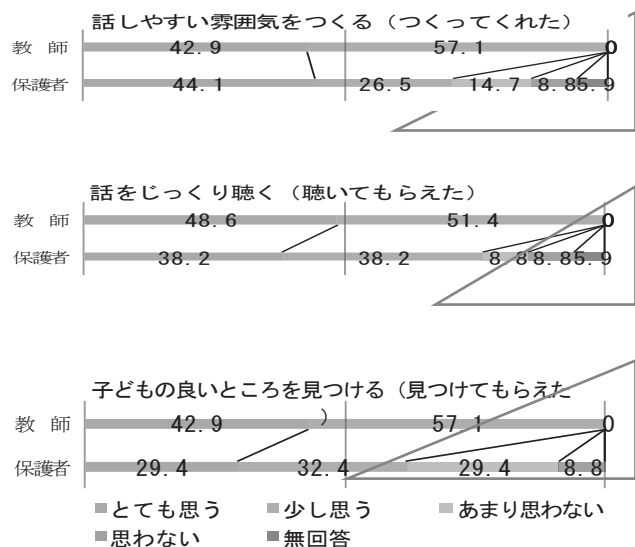 話しやすい雰囲気をつくる（つくってくれた）
教 師 42.9 57.1 0
保護者 44.1 26.5 14.7 8.8 5.9
話をじっくり聴く（聴いてもらえた）
教 師 48.6 51.4 0
保護者 38.2 38.2 8.8 8.8 5.9
子どもの良いところを見つける（見つけてもらえた
）
教 師 42.9 57.1 0
保護者 29.4 32.4 29.4 8.8
とても思う 少し思う あまり思わない
思わない 無回答